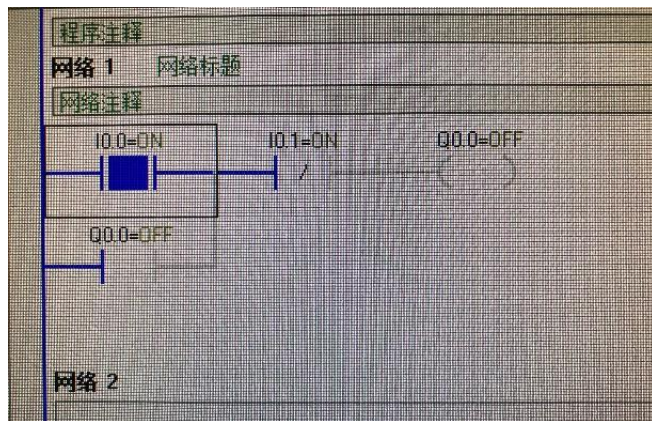 程序注释
网络 1 网络标题
网络注释
I0.0=ON I0.1=ON Q0.0=OFF
/
Q0.0=OFF
网络 2